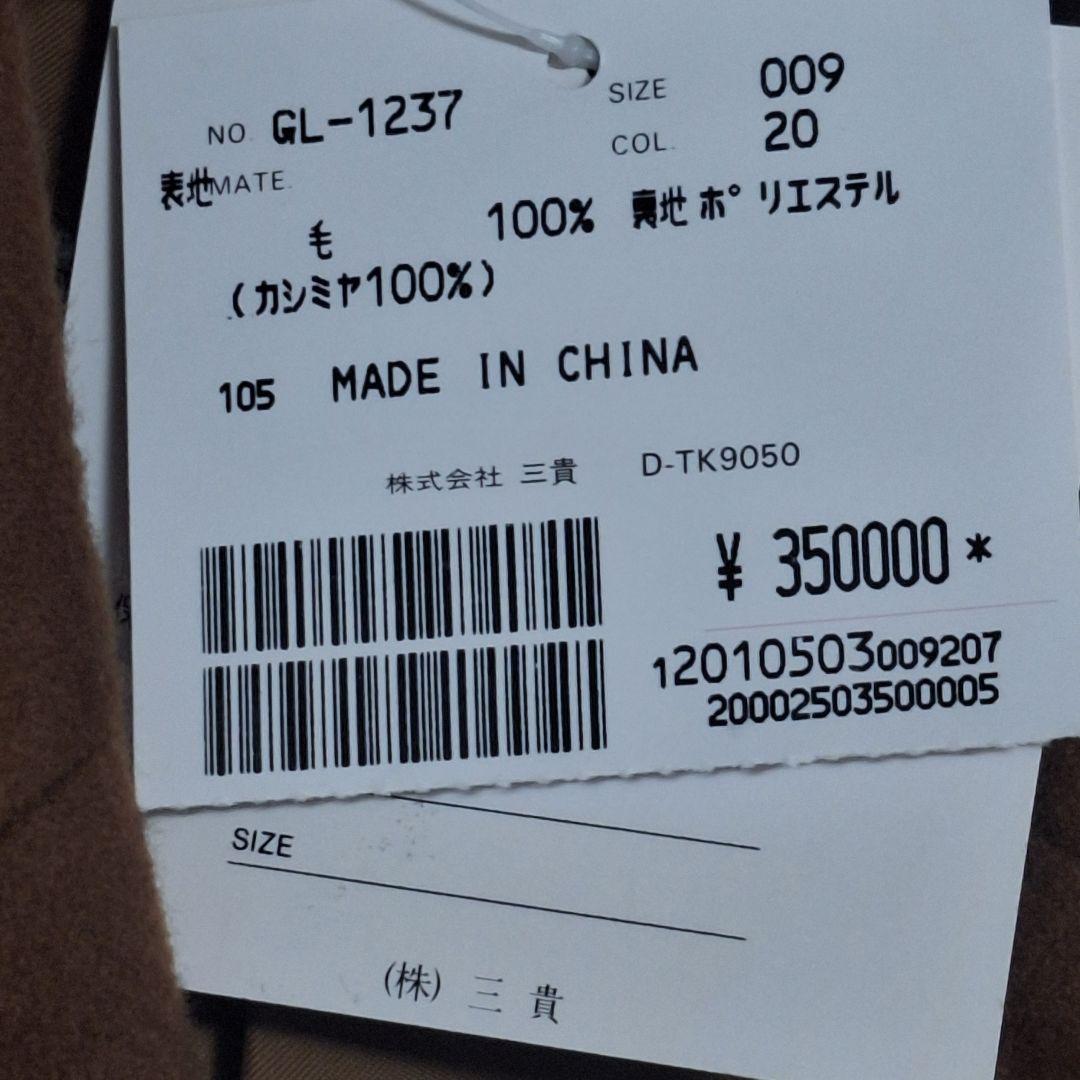 NO. GL-1237 SIZE 009
COL. 20
表地MATE.
毛 100% 裏地 ポリエステル
(カシミヤ100%)
105 MADE IN CHINA
株式会社 三貴 D-TK9050
¥ 350000*
12010503009207
20002503500005
SIZE
(株) 三貴